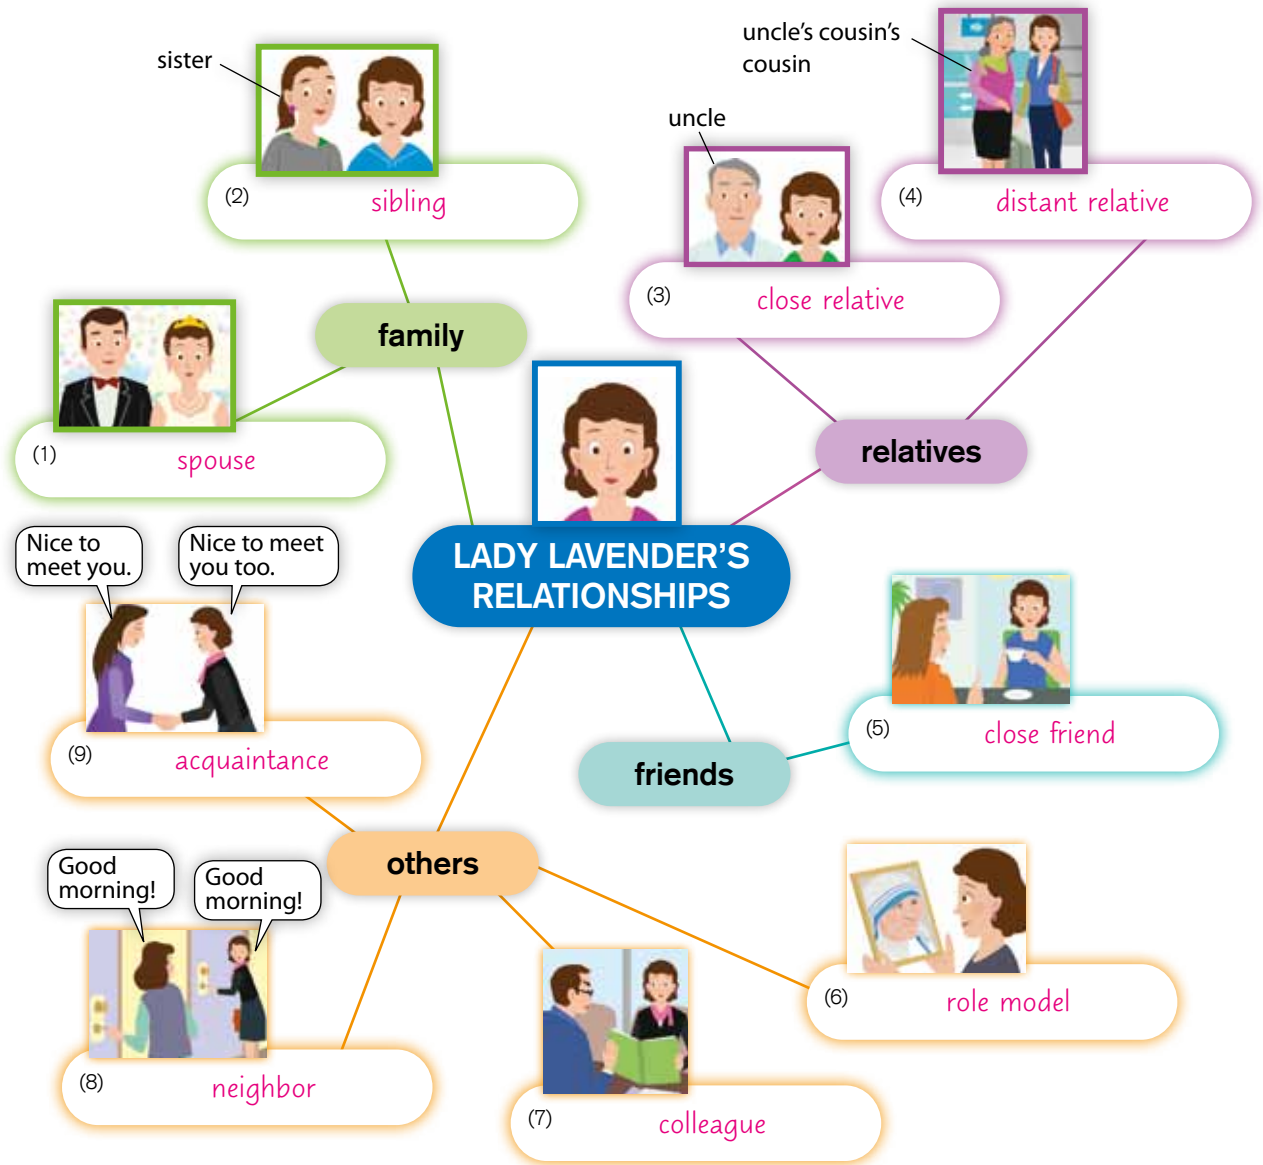 sister
(2) sibling
uncle's cousin's
cousin
uncle
(4) distant relative
(3) close relative
family
(1) spouse
relatives
LADY LAVENDER'S
RELATIONSHIPS
Nice to
meet you.
Nice to meet
you too.
(9) acquaintance
(5) close friend
friends
others
Good
morning!
Good
morning!
(8) neighbor
(7) colleague
(6) role model